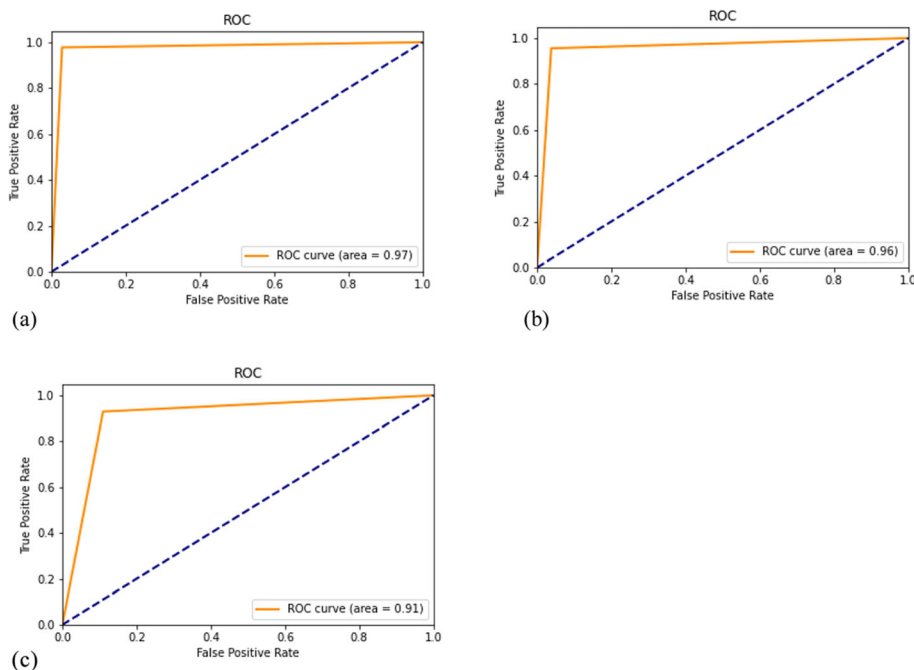 ROC
1.0
0.8
0.6
0.4
0.2
0.0
True Positive Rate
ROC curve (area = 0.97)
0.0 0.2 0.4 0.6 0.8 1.0
False Positive Rate
(a)
ROC
1.0
0.8
0.6
0.4
0.2
0.0
True Positive Rate
ROC curve (area = 0.96)
0.0 0.2 0.4 0.6 0.8 1.0
False Positive Rate
(b)
ROC
1.0
0.8
0.6
0.4
0.2
0.0
True Positive Rate
ROC curve (area = 0.91)
0.0 0.2 0.4 0.6 0.8 1.0
False Positive Rate
(c)